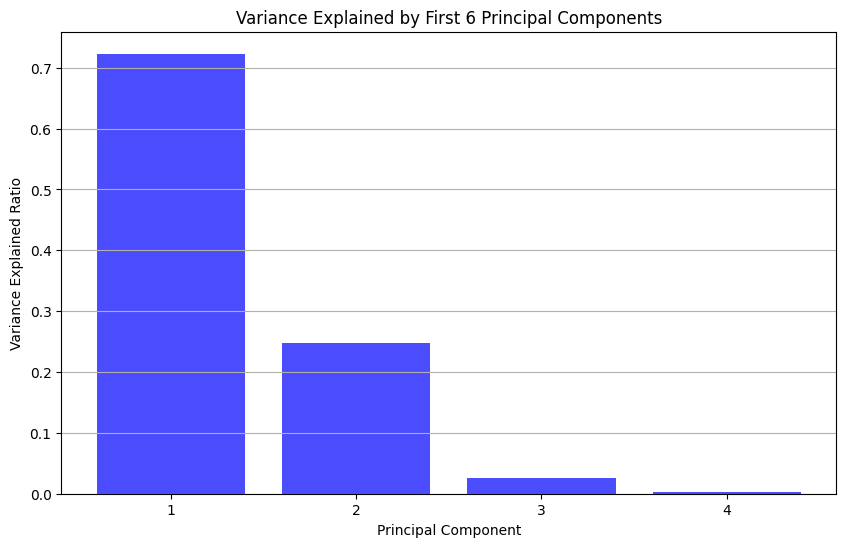 Variance Explained by First 6 Principal Components
Variance Explained Ratio
0.7
0.6
0.5
0.4
0.3
0.2
0.1
0.0
1 2 3 4
Principal Component